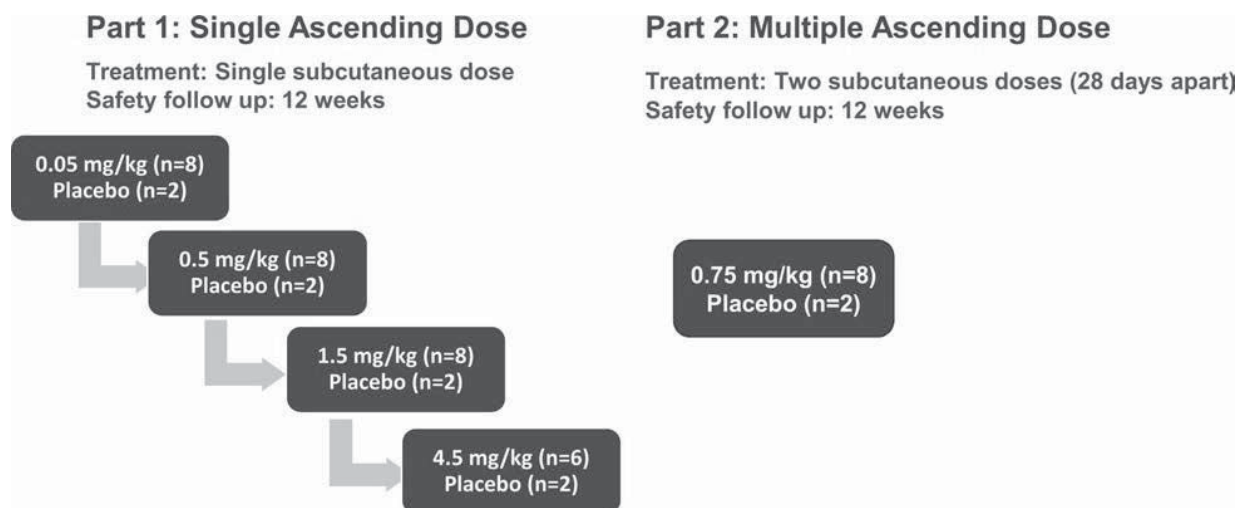 Part 1: Single Ascending Dose
Treatment: Single subcutaneous dose
Safety follow up: 12 weeks
0.05 mg/kg (n=8)
Placebo (n=2)
0.5 mg/kg (n=8)
Placebo (n=2)
1.5 mg/kg (n=8)
Placebo (n=2)
4.5 mg/kg (n=6)
Placebo (n=2)
Part 2: Multiple Ascending Dose
Treatment: Two subcutaneous doses (28 days apart)
Safety follow up: 12 weeks
0.75 mg/kg (n=8)
Placebo (n=2)